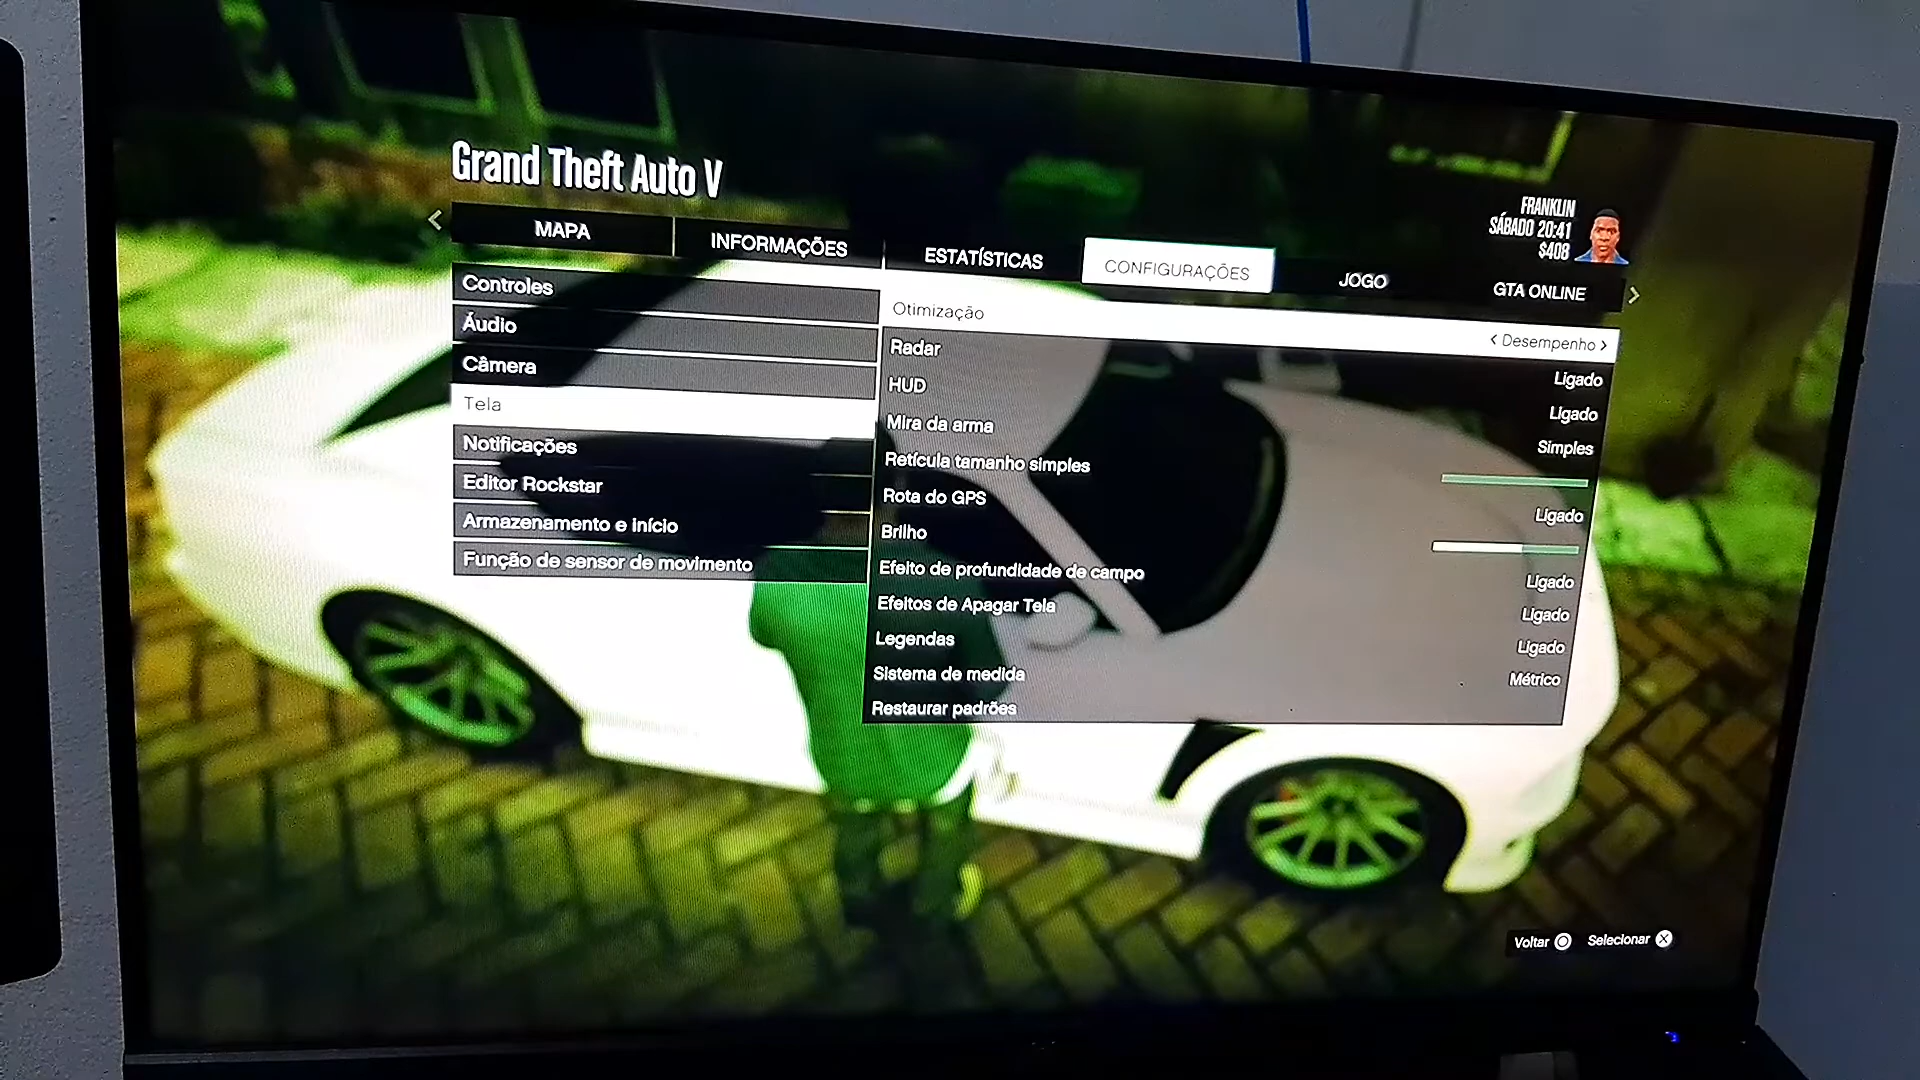 Grand Theft Auto V
FRANKLIN
SÁBADO 20:41
$408
MAPA
INFORMAÇÕES
ESTATÍSTICAS
CONFIGURAÇÕES
JOGO
GTA ONLINE
Controles
Áudio
Câmera
Tela
Notificações
Editor Rockstar
Armazenamento e início
Função de sensor de movimento
Otimização < Desempenho >
Radar Ligado
HUD Ligado
Mira da arma Simples
Retícula tamanho simples
Rota do GPS Ligado
Brilho
Efeito de profundidade de campo Ligado
Efeitos de Apagar Tela Ligado
Legendas Ligado
Sistema de medida Métrico
Restaurar padrões
Voltar Selecionar